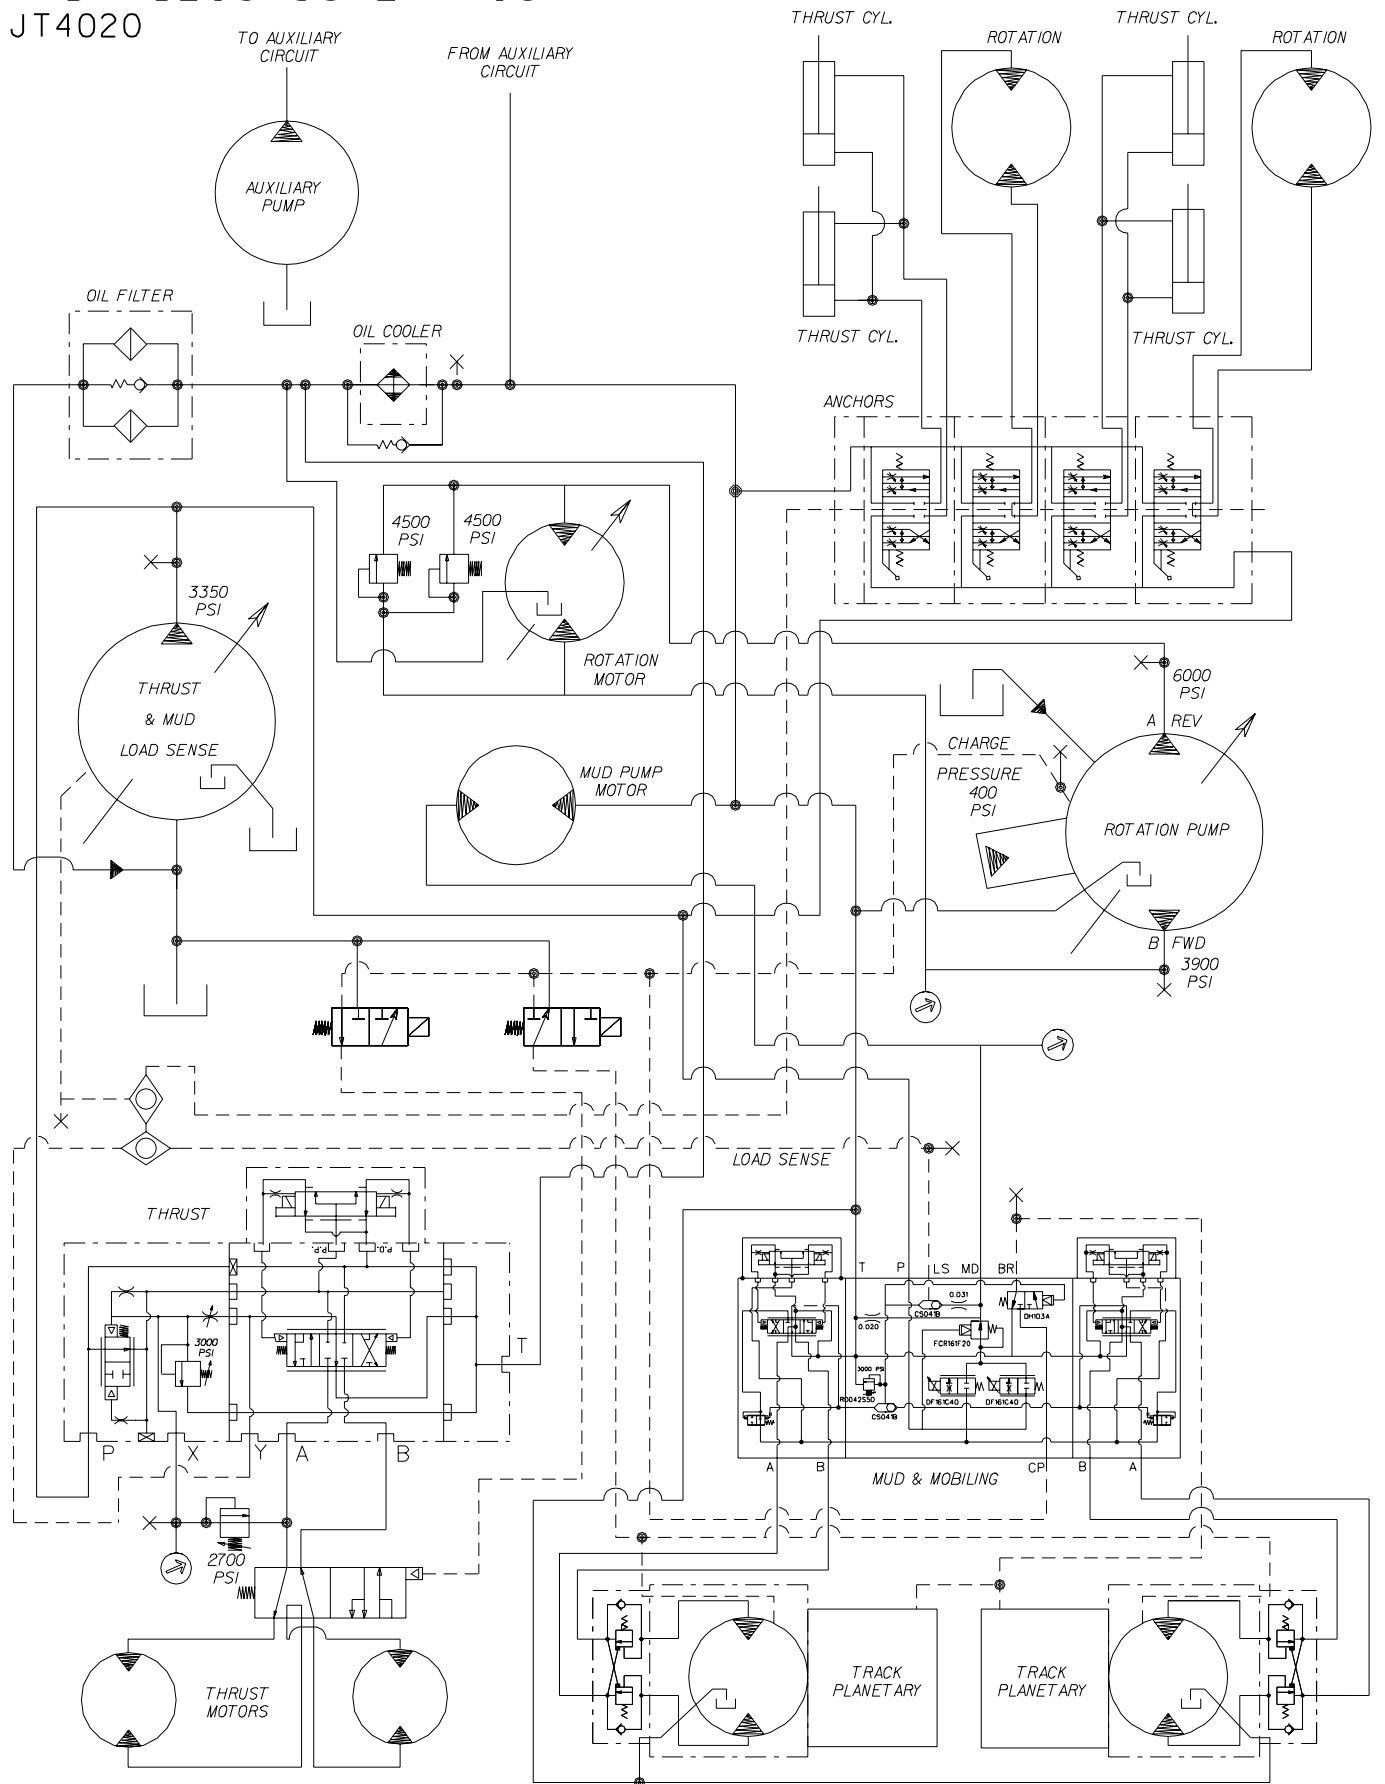 JT4020
TO AUXILIARY
CIRCUIT
FROM AUXILIARY
CIRCUIT
THRUST CYL.
ROTATION
THRUST CYL.
ROTATION
AUXILIARY
PUMP
OIL FILTER
OIL COOLER
THRUST CYL.
THRUST CYL.
ANCHORS
4500
PSI
4500
PSI
3350
PSI
ROTATION
MOTOR
THRUST
& MUD
LOAD SENSE
6000
PSI
A REV
CHARGE
PRESSURE
400
PSI
MUD PUMP
MOTOR
ROTATION PUMP
B FWD
3900
PSI
LOAD SENSE
THRUST
P.P.
P.D.
3000
PSI
T
P
X
Y
A
B
T
P
LS
MD
BR
0.031
CS041B
0.020
DH103A
FCR161F20
3000 PSI
RD042S50
CS041B
DF161C40
DF161C40
A
B
CP
B
A
MUD & MOBILING
2700
PSI
THRUST
MOTORS
TRACK
PLANETARY
TRACK
PLANETARY